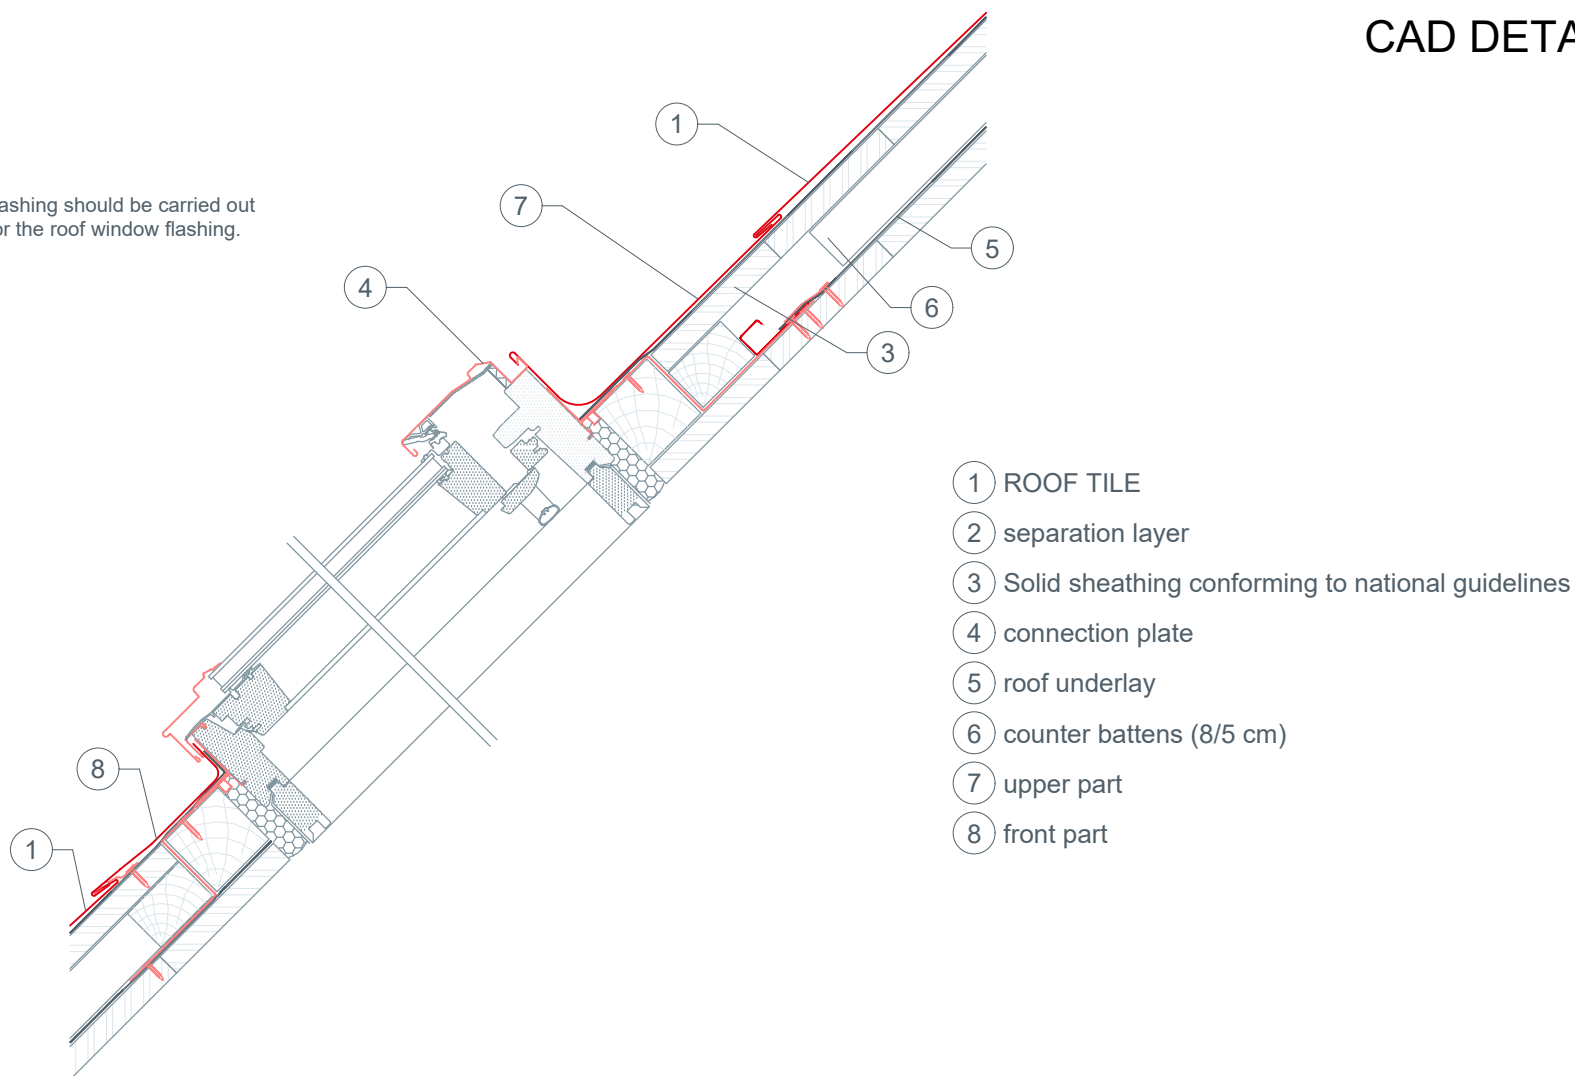 CAD DETA
1
7
ashing should be carried out
or the roof window flashing.
5
4
6
3
1 ROOF TILE
2 separation layer
3 Solid sheathing conforming to national guidelines
4 connection plate
5 roof underlay
6 counter battens (8/5 cm)
7 upper part
8 front part
8
1